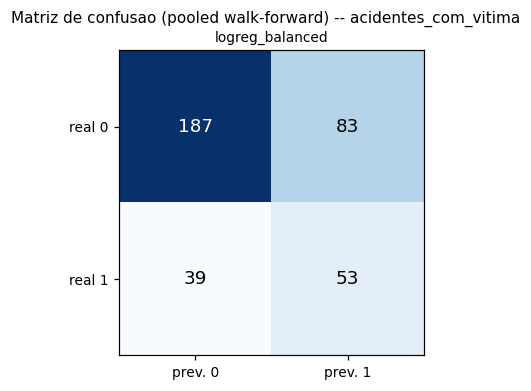 Matriz de confusao (pooled walk-forward) -- acidentes_com_vitima
logreg_balanced
real 0
187
83
real 1
39
53
prev. 0
prev. 1